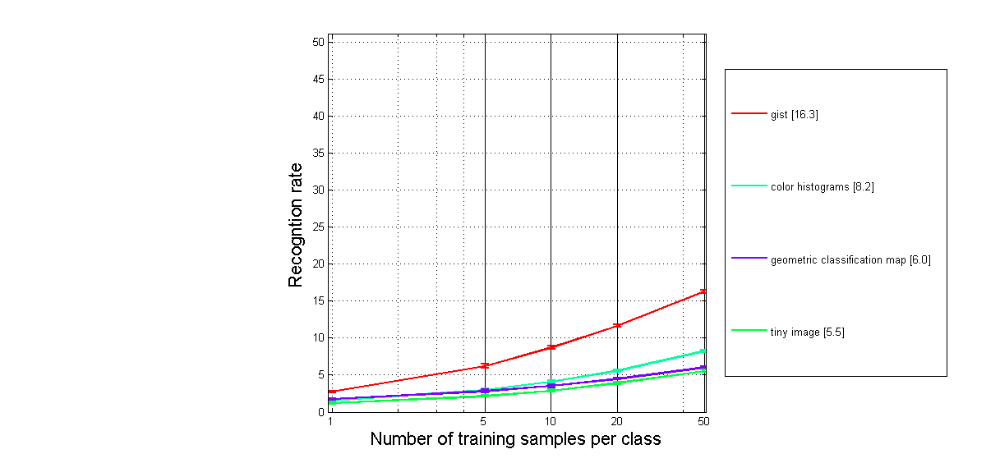 50
45
40
35
30
25
20
15
10
5
0
Recogntion rate
1 5 10 20 50
Number of training samples per class
gist [16.3]
color histograms [8.2]
geometric classification map [6.0]
tiny image [5.5]